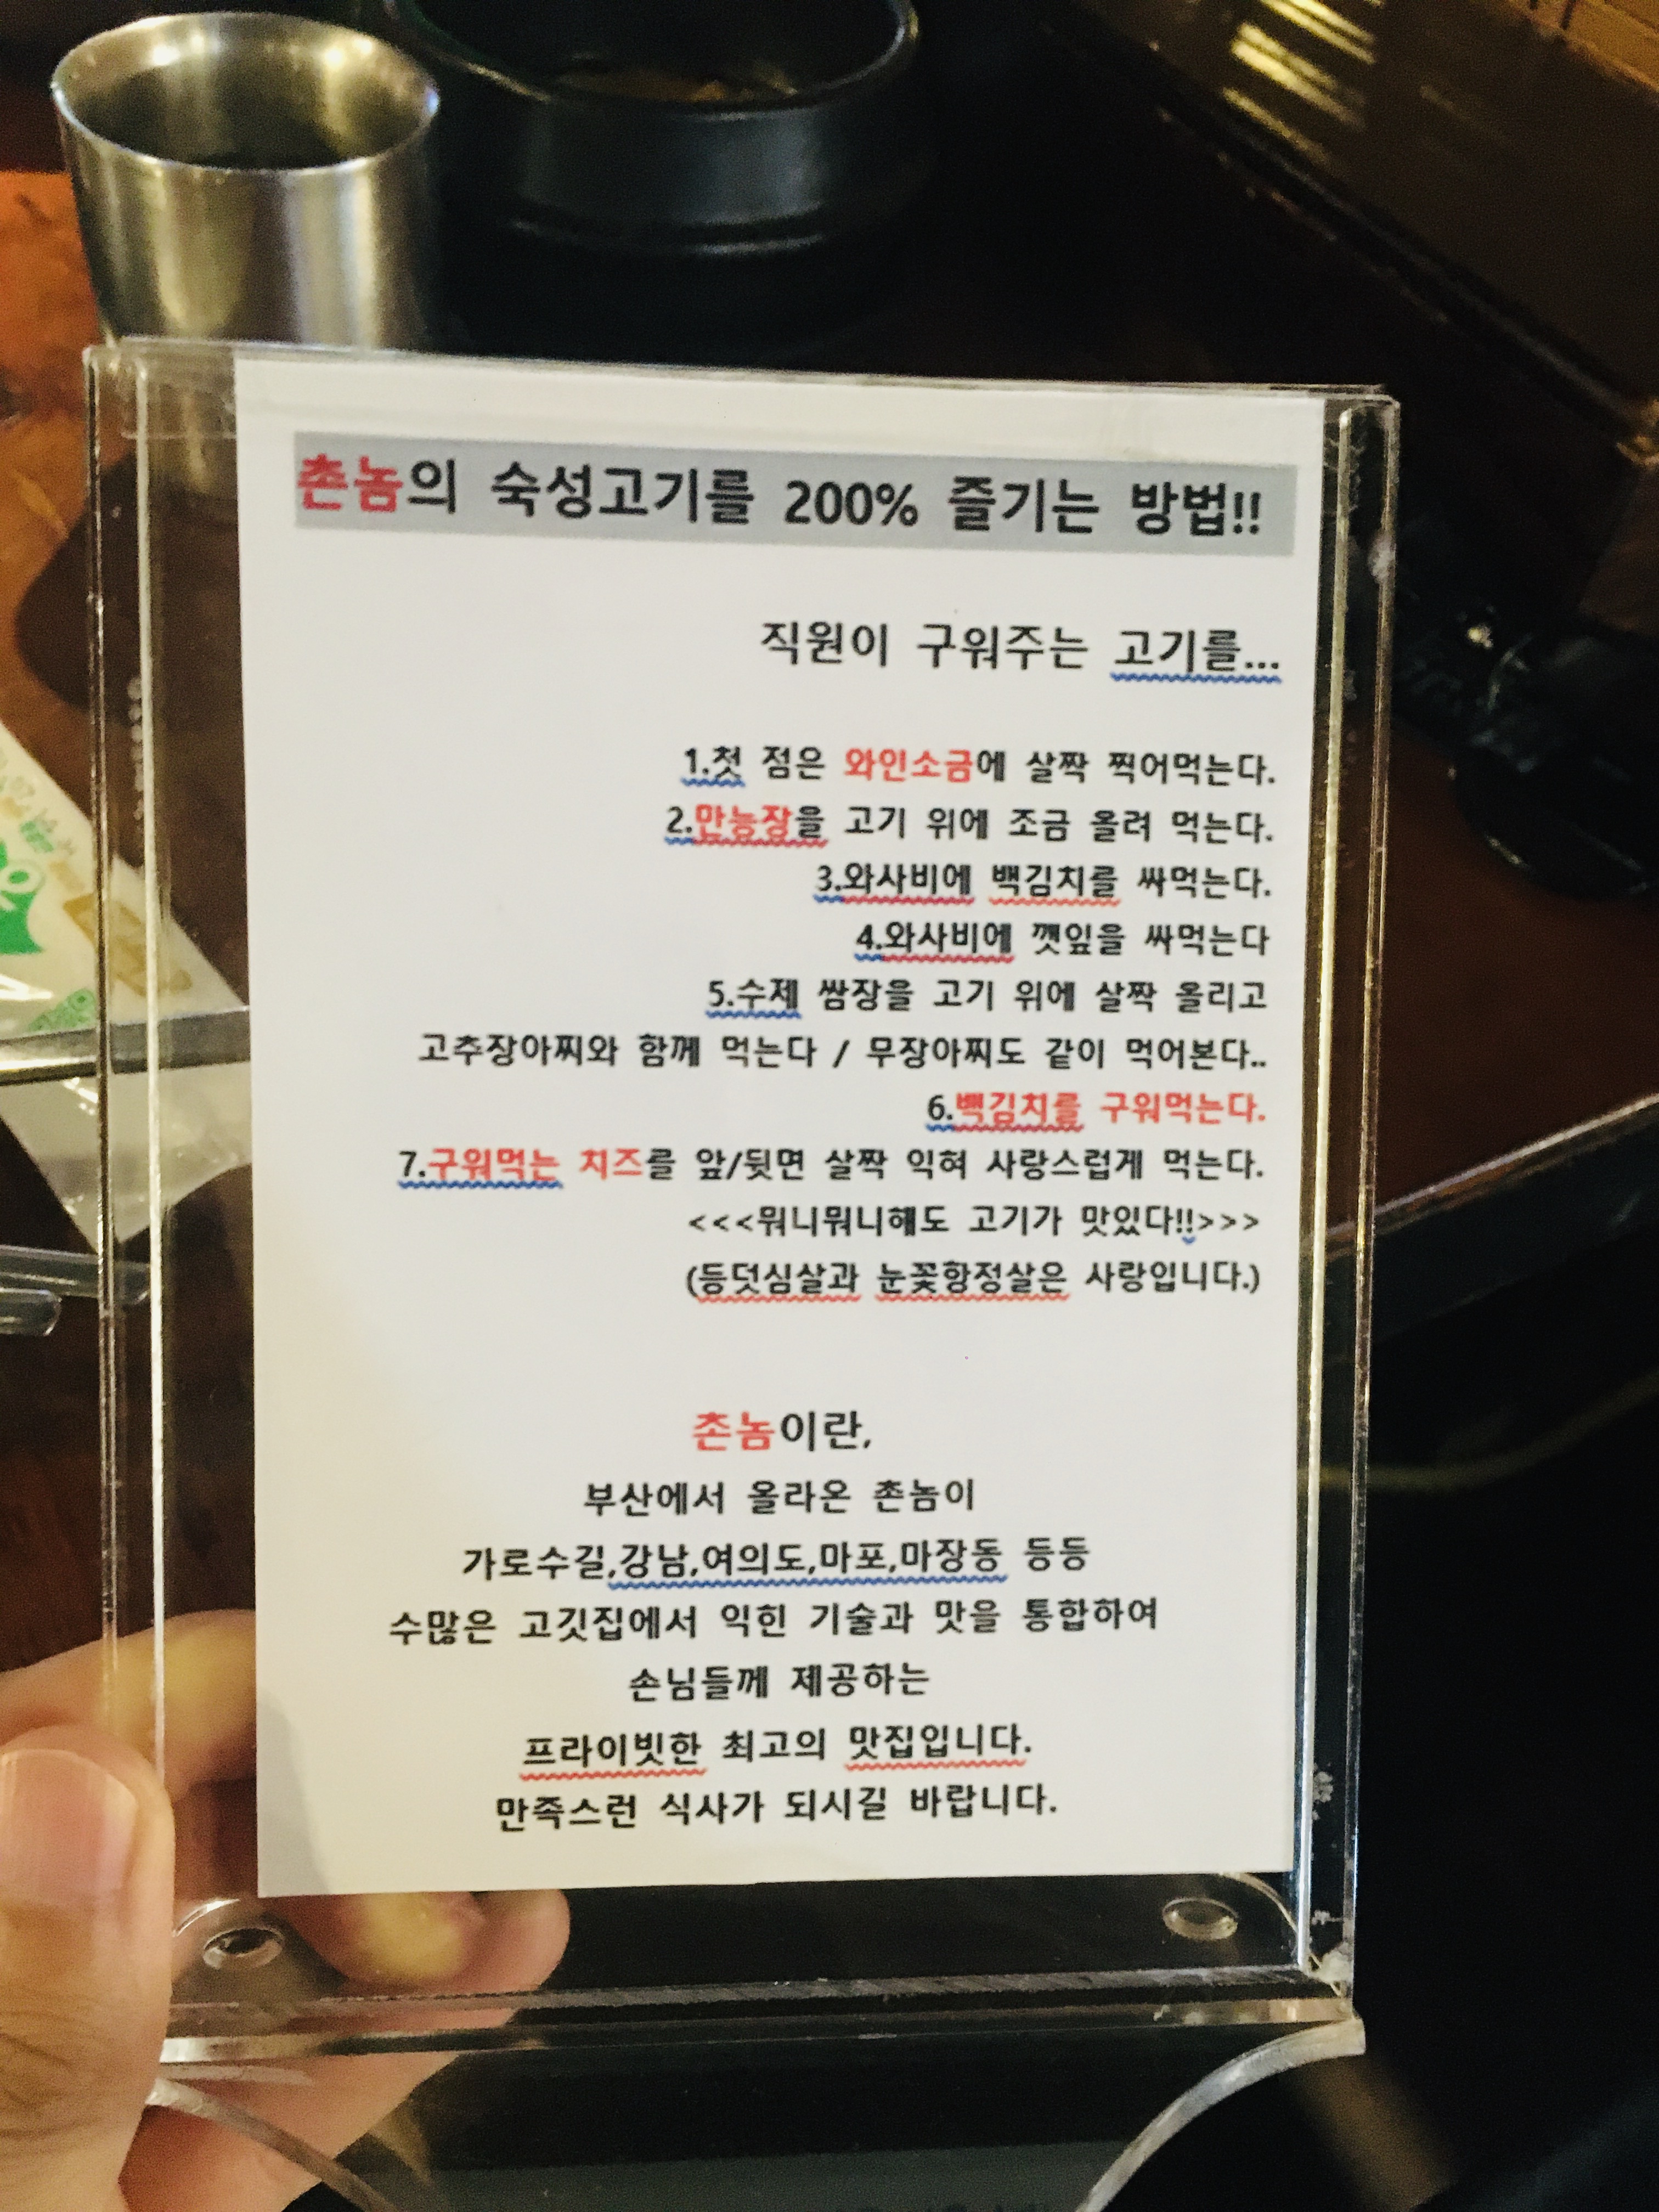 촌놈의 숙성고기를 200% 즐기는 방법!!
직원이 구워주는 고기를...
1.첫 점은 와인소금에 살짝 찍어먹는다.
2.만능장을 고기 위에 조금 올려 먹는다.
3.와사비에 백김치를 싸먹는다.
4.와사비에 깻잎을 싸먹는다
5.수제 쌈장을 고기 위에 살짝 올리고
고추장아찌와 함께 먹는다 / 무장아찌도 같이 먹어본다..
6.백김치를 구워먹는다.
7.구워먹는 치즈를 앞/뒷면 살짝 익혀 사랑스럽게 먹는다.
<<<뭐니뭐니해도 고기가 맛있다!!>>>
(등덧심살과 눈꽃항정살은 사랑입니다.)
촌놈이란,
부산에서 올라온 촌놈이
가로수길,강남,여의도,마포,마장동 등등
수많은 고깃집에서 익힌 기술과 맛을 통합하여
손님들께 제공하는
프라이빗한 최고의 맛집입니다.
만족스런 식사가 되시길 바랍니다.